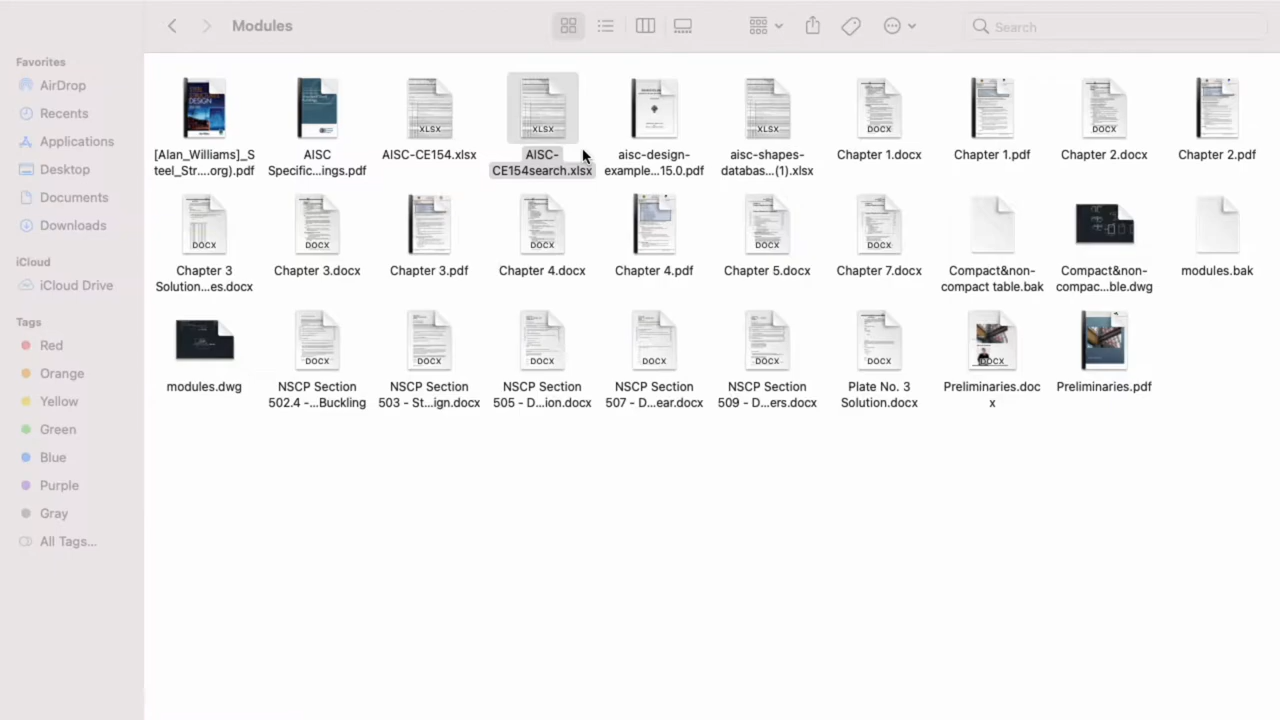 Modules
Search
Favorites
AirDrop
Recents
Applications
Desktop
Documents
Downloads
iCloud
iCloud Drive
Tags
Red
Orange
Yellow
Green
Blue
Purple
Gray
All Tags...
[Alan_Williams]_S
teel_Str....org).pdf
AISC
Specific...ings.pdf
XLSX
AISC-CE154.xlsx
XLSX
AISC-
CE154search.xlsx
aisc-design-
example...15.0.pdf
XLSX
aisc-shapes-
databas...(1).xlsx
DOCX
Chapter 1.docx
Chapter 1.pdf
DOCX
Chapter 2.docx
Chapter 2.pdf
DOCX
Chapter 3
Solution...es.docx
DOCX
Chapter 3.docx
Chapter 3.pdf
DOCX
Chapter 4.docx
Chapter 4.pdf
DOCX
Chapter 5.docx
DOCX
Chapter 7.docx
Compact&non-
compact table.bak
Compact&non-
compac...ble.dwg
modules.bak
modules.dwg
DOCX
NSCP Section
502.4 -...Buckling
DOCX
NSCP Section
503 - St...ign.docx
DOCX
NSCP Section
505 - D...ion.docx
DOCX
NSCP Section
507 - D...ear.docx
DOCX
NSCP Section
509 - D...ers.docx
DOCX
Plate No. 3
Solution.docx
DOCX
Preliminaries.doc
x
Preliminaries.pdf